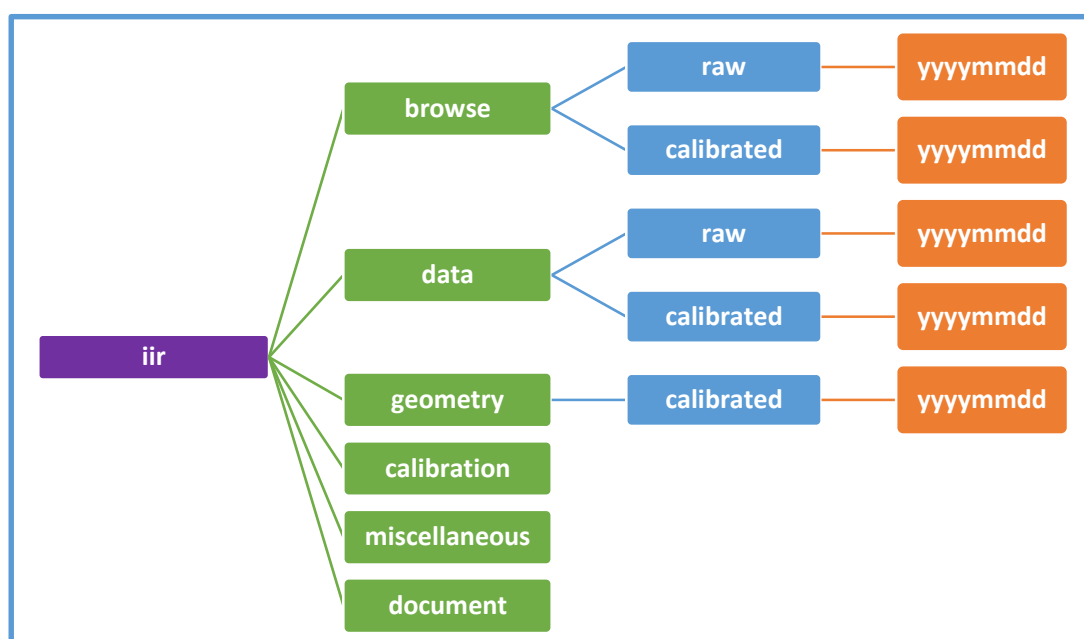 iir
browse
raw
yyyymmdd
calibrated
yyyymmdd
data
raw
yyyymmdd
calibrated
yyyymmdd
geometry
calibrated
yyyymmdd
calibration
miscellaneous
document